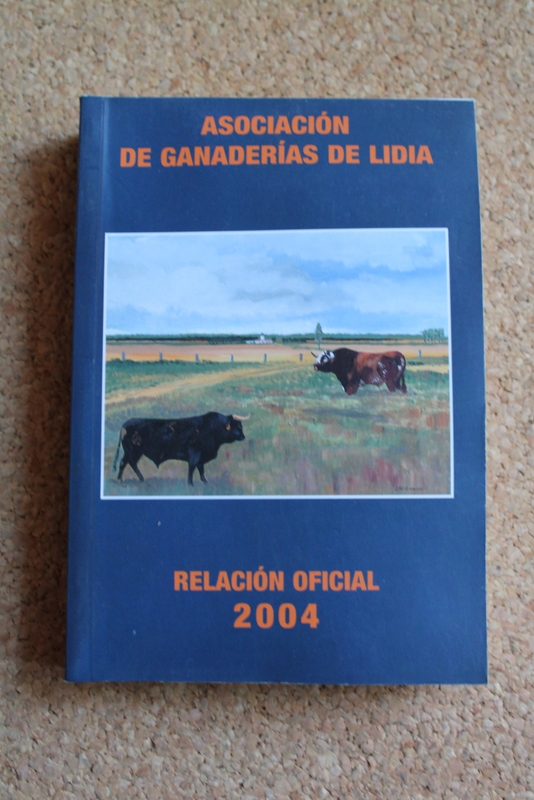 ASOCIACIÓN
DE GANADERÍAS DE LIDIA
RELACIÓN OFICIAL
2004